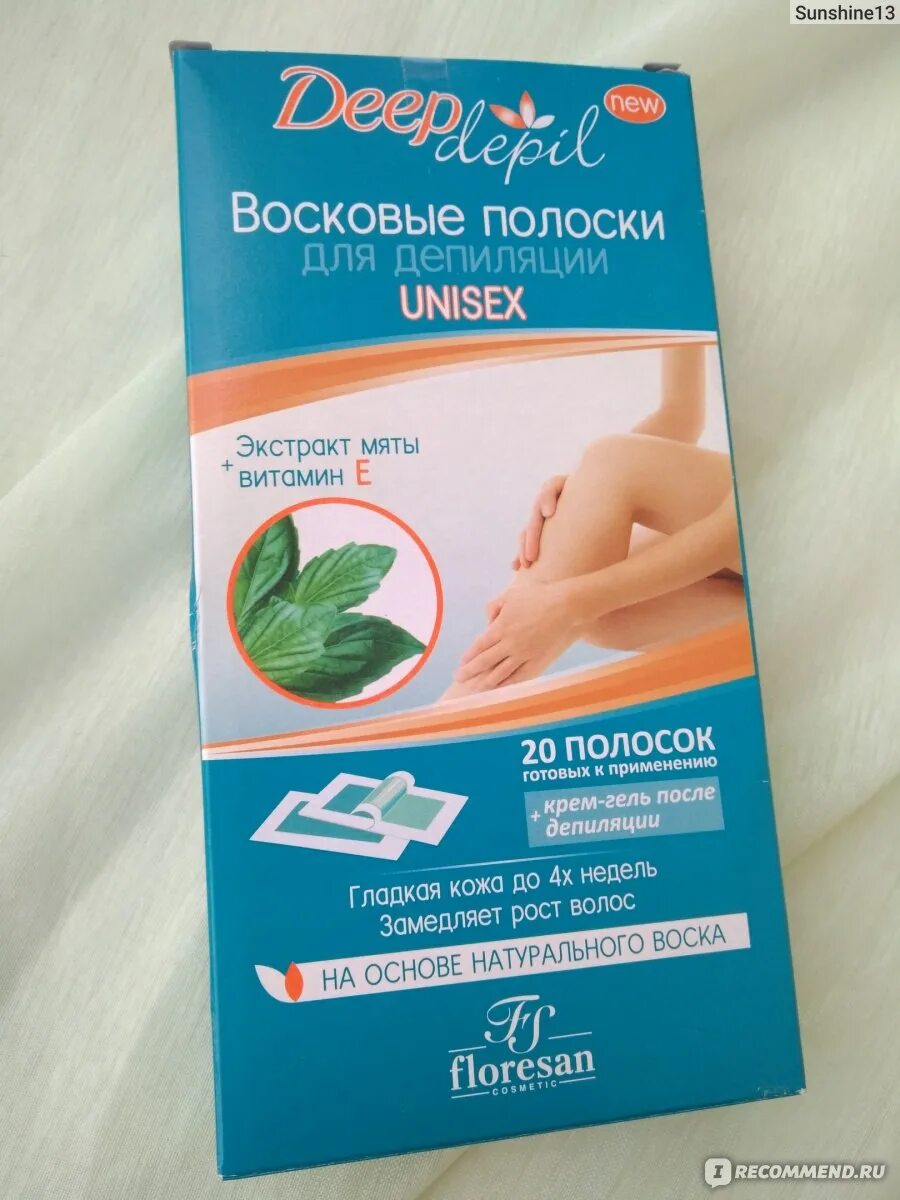 Sunshine13
Deep
depil
new
Восковые полоски
для депиляции
UNISEX
Экстракт мяты
+ витамин E
20 ПОЛОСОК
готовых к применению
+ крем-гель после
депиляции
Гладкая кожа до 4х недель
Замедляет рост волос
НА ОСНОВЕ НАТУРАЛЬНОГО ВОСКА
FS
floresan
COSMETIC
IRECOMMEND.RU